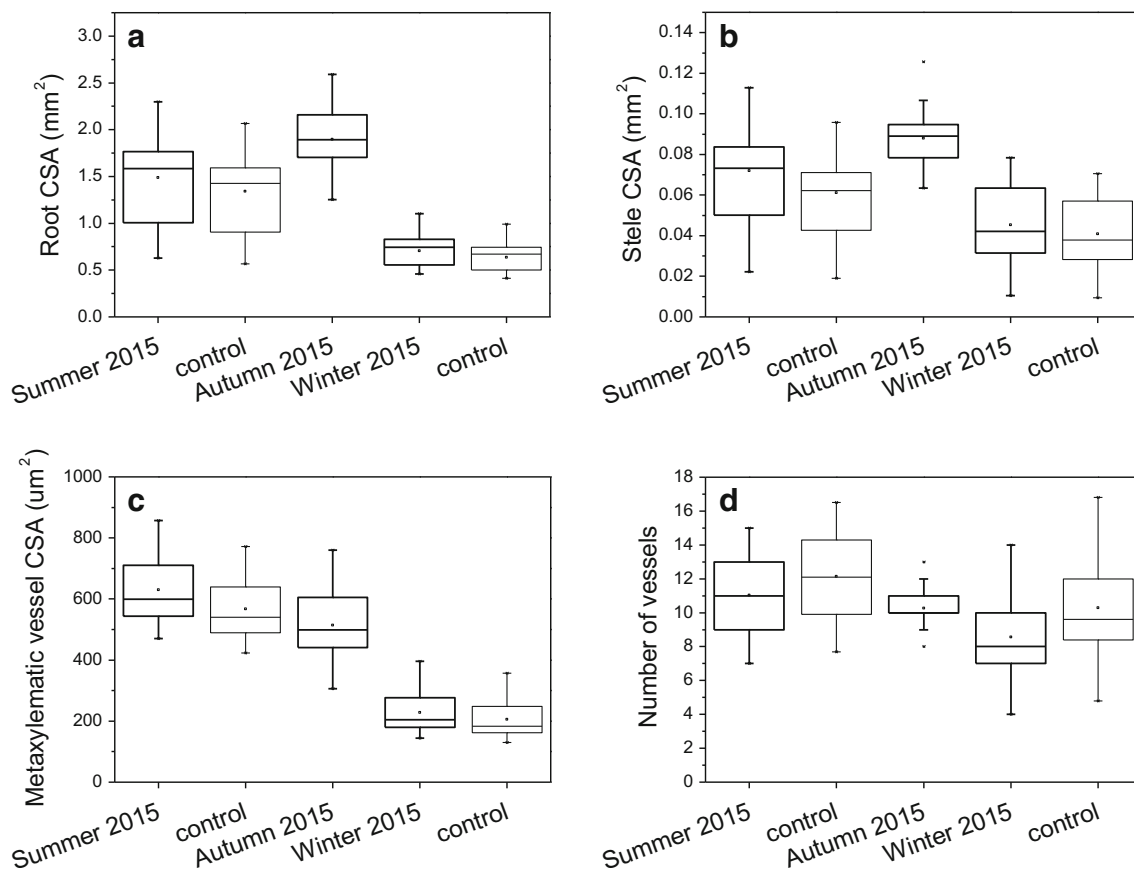 a
Root CSA (mm²)
3.0
2.5
2.0
1.5
1.0
0.5
0.0
Summer 2015
control
Autumn 2015
Winter 2015
control
b
Stele CSA (mm²)
0.14
0.12
0.10
0.08
0.06
0.04
0.02
0.00
Summer 2015
control
Autumn 2015
Winter 2015
control
c
Metaxylematic vessel CSA (um²)
1000
800
600
400
200
0
Summer 2015
control
Autumn 2015
Winter 2015
control
d
Number of vessels
18
16
14
12
10
8
6
4
2
0
Summer 2015
control
Autumn 2015
Winter 2015
control